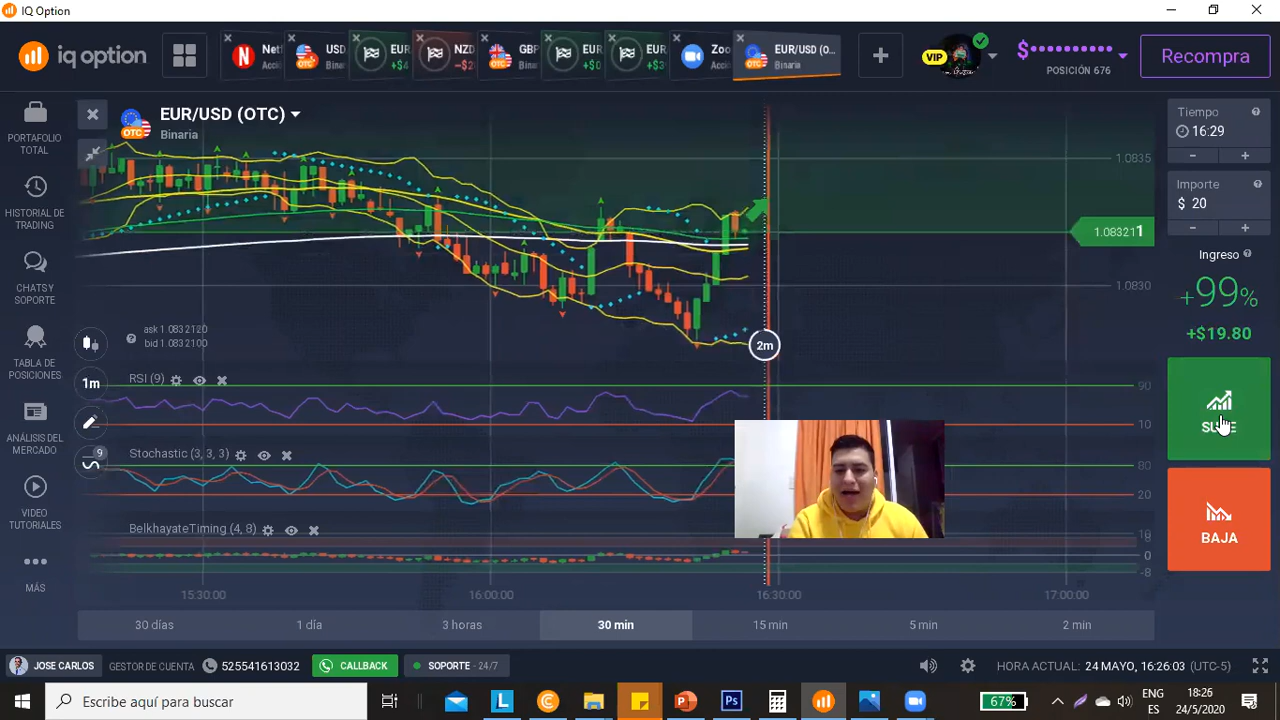 IQ Option
iq option
Net
Acci
USD
Bina
EUR
+$4
NZD
GBP
Bina
EUR
+$0
EUR
+$3
Zoo
Acci
EUR/USD (O...
Binaria
VIP
$
POSICIÓN 676
Recompra
PORTAFOLIO
TOTAL
HISTORIAL DE
TRADING
CHATS Y
SOPORTE
TABLA DE
POSICIONES
ANÁLISIS DEL
MERCADO
VIDEO
TUTORIALES
MÁS
EUR/USD (OTC)
OTC
Binaria
1.0835
1.083211
1.0830
ask 1.0832120
bid 1.0832100
2m
1m
9
RSI (9)
90
10
Stochastic (3, 3, 3)
80
20
BelkhayateTiming (4, 8)
0
-8
15:30:00
16:00:00
16:30:00
17:00:00
30 días
1 día
3 horas
30 min
15 min
5 min
2 min
Tiempo
16:29
- +
Importe
$ 20
- +
Ingreso
+99%
+$19.80
BAJA
JOSE CARLOS
GESTOR DE CUENTA
525541613032
CALLBACK
SOPORTE - 24/7
HORA ACTUAL: 24 MAYO, 16:26:03 (UTC-5)
Escribe aquí para buscar
67%
ENG
ES
18:26
24/5/2020